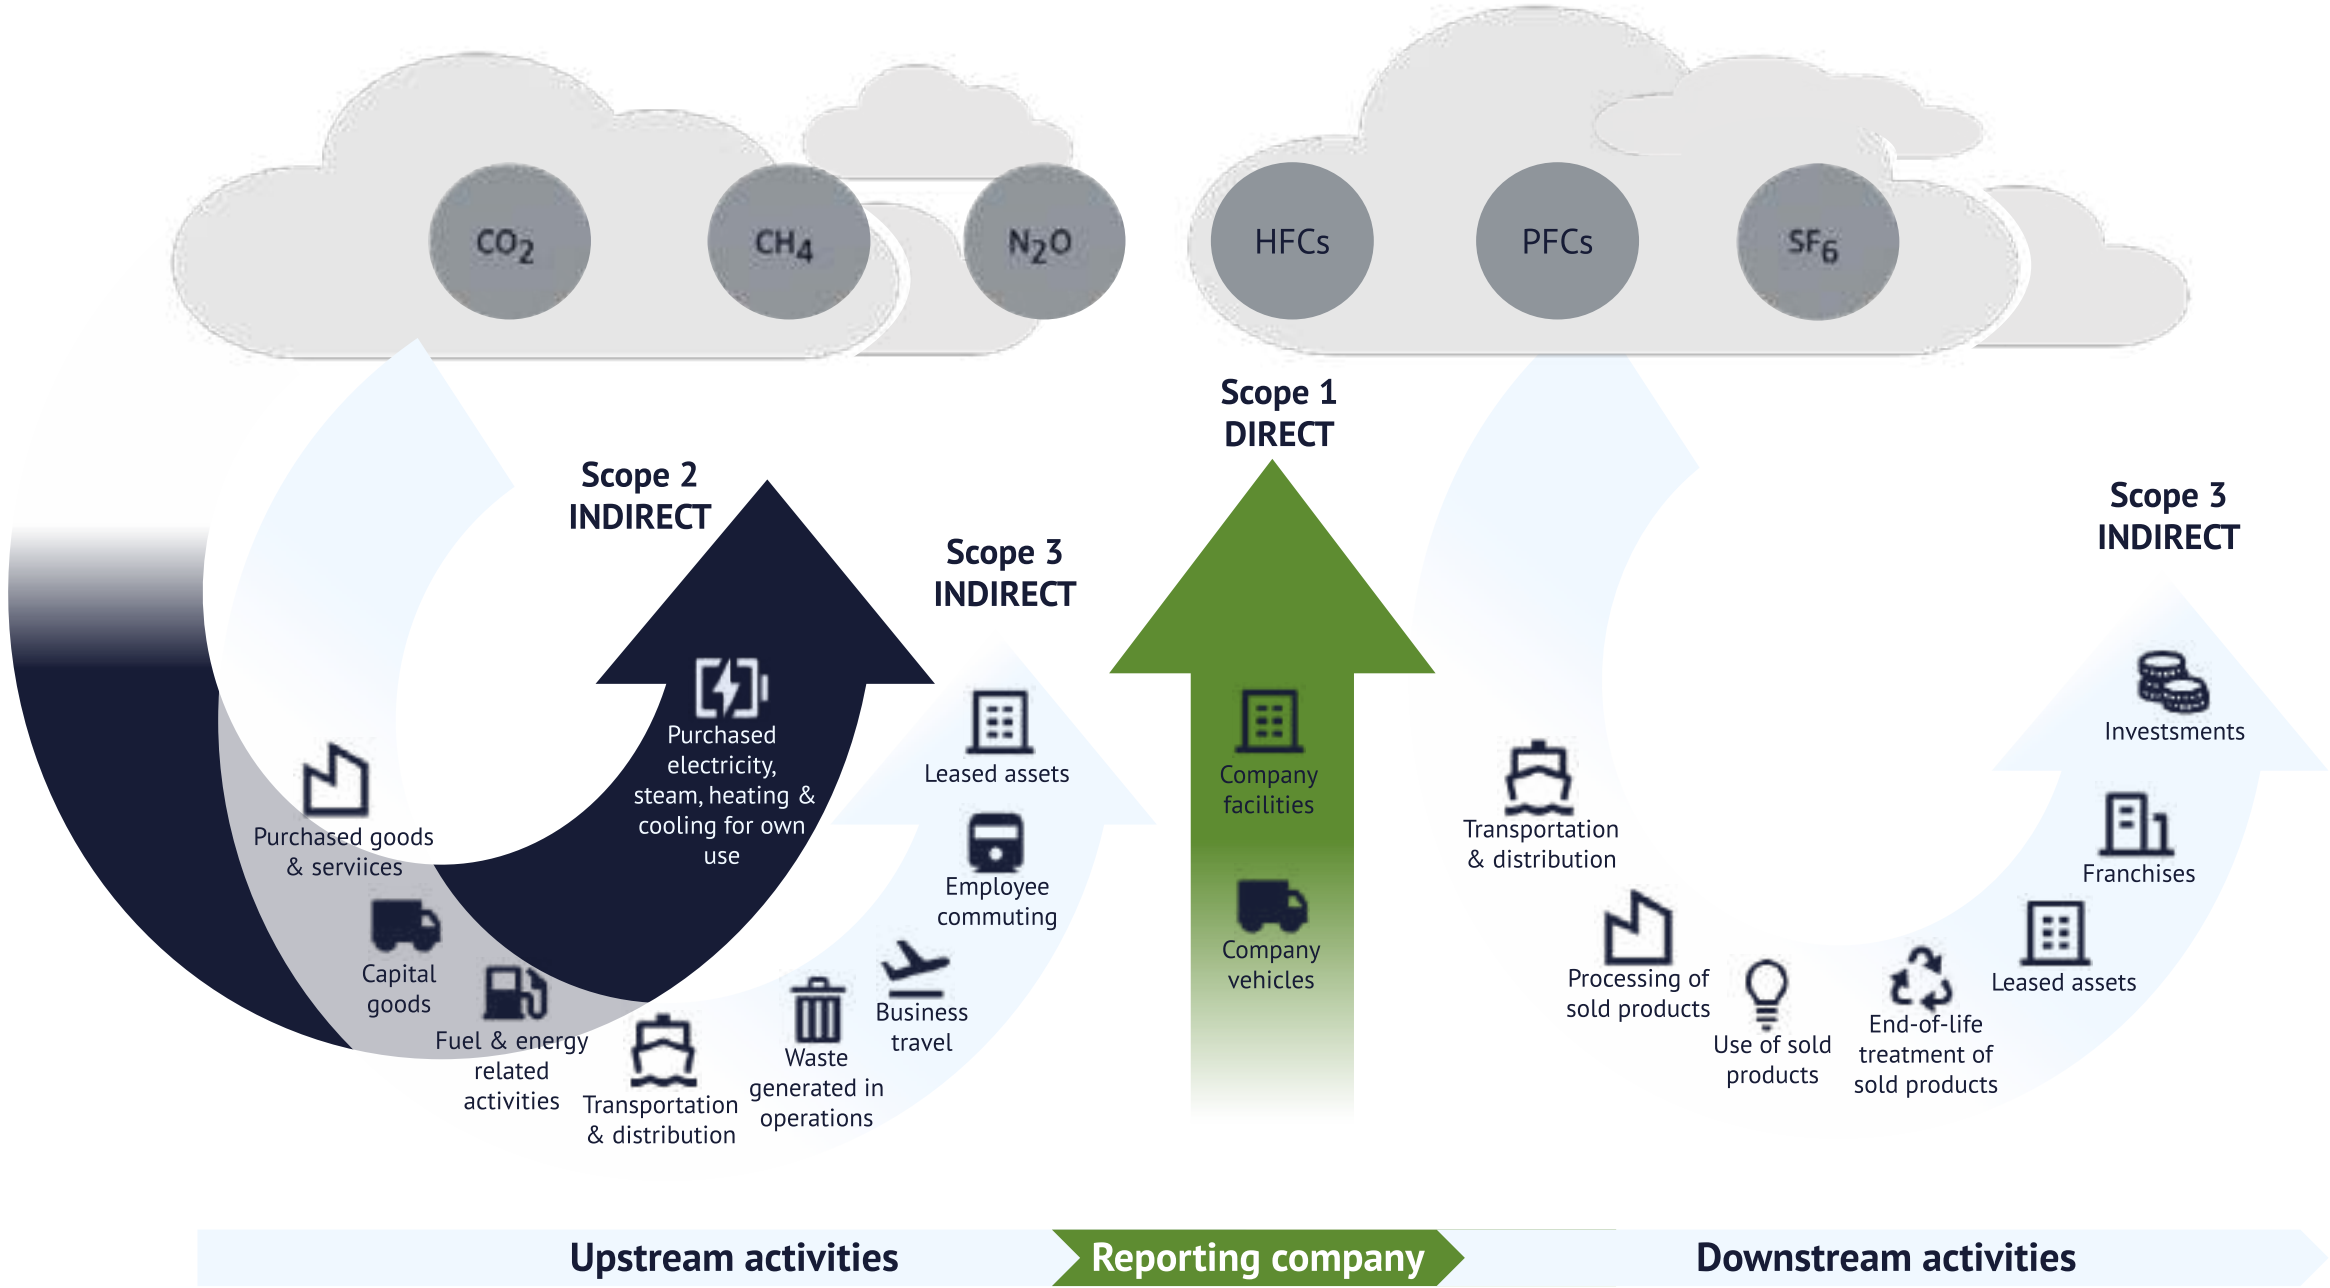 CO2
CH4
N2O
HFCs
PFCs
SF6
Scope 1
DIRECT
Scope 2
INDIRECT
Scope 3
INDIRECT
Scope 3
INDIRECT
Purchased goods
& serviices
Capital
goods
Fuel & energy
related
activities
Transportation
& distribution
Waste
generated in
operations
Business
travel
Employee
commuting
Leased assets
Purchased
electricity,
steam, heating &
cooling for own
use
Company
facilities
Company
vehicles
Transportation
& distribution
Processing of
sold products
Use of sold
products
End-of-life
treatment of
sold products
Leased assets
Franchises
Investsments
Upstream activities
Reporting company
Downstream activities